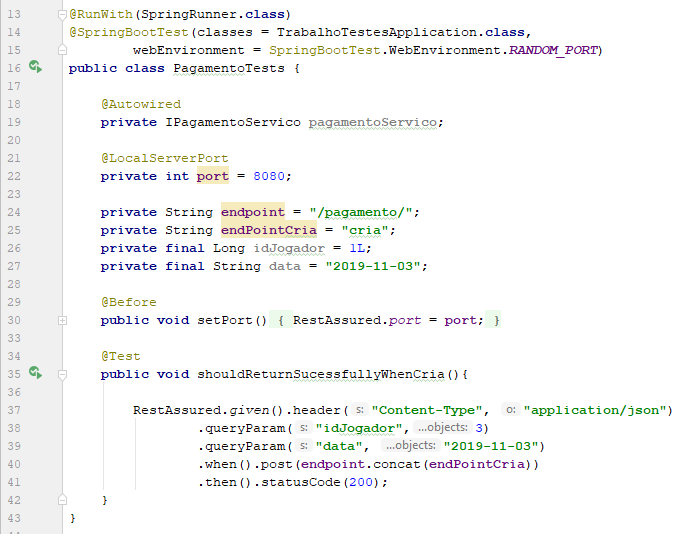 13 @RunWith(SpringRunner.class)
14 @SpringBootTest(classes = TrabalhoTestesApplication.class,
15         webEnvironment = SpringBootTest.WebEnvironment.RANDOM_PORT)
16 public class PagamentoTests {
17
18     @Autowired
19     private IPagamentoServico pagamentoServico;
20
21     @LocalServerPort
22     private int port = 8080;
23
24     private String endpoint = "/pagamento/";
25     private String endPointCria = "cria";
26     private final Long idJogador = 1L;
27     private final String data = "2019-11-03";
28
29     @Before
30     public void setPort() { RestAssured.port = port; }
33
34     @Test
35     public void shouldReturnSucessfullyWhenCria(){
36
37         RestAssured.given().header( s: "Content-Type", o: "application/json")
38                 .queryParam( s: "idJogador", ...objects: 3)
39                 .queryParam( s: "data", ...objects: "2019-11-03")
40                 .when().post(endpoint.concat(endPointCria))
41                 .then().statusCode(200);
42     }
43 }